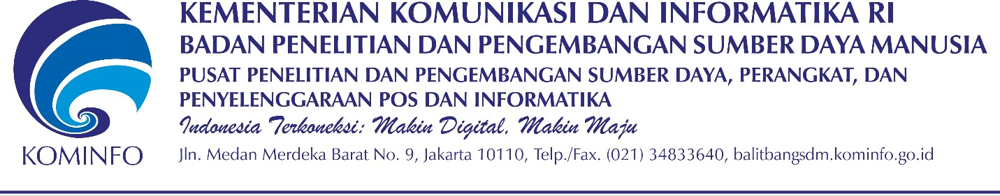 KEMENTERIAN KOMUNIKASI DAN INFORMATIKA RI
BADAN PENELITIAN DAN PENGEMBANGAN SUMBER DAYA MANUSIA
PUSAT PENELITIAN DAN PENGEMBANGAN SUMBER DAYA, PERANGKAT, DAN
PENYELENGGARAAN POS DAN INFORMATIKA
Indonesia Terkoneksi: Makin Digital, Makin Maju
Jln. Medan Merdeka Barat No. 9, Jakarta 10110, Telp./Fax. (021) 34833640, balitbangsdm.kominfo.go.id
KOMINFO